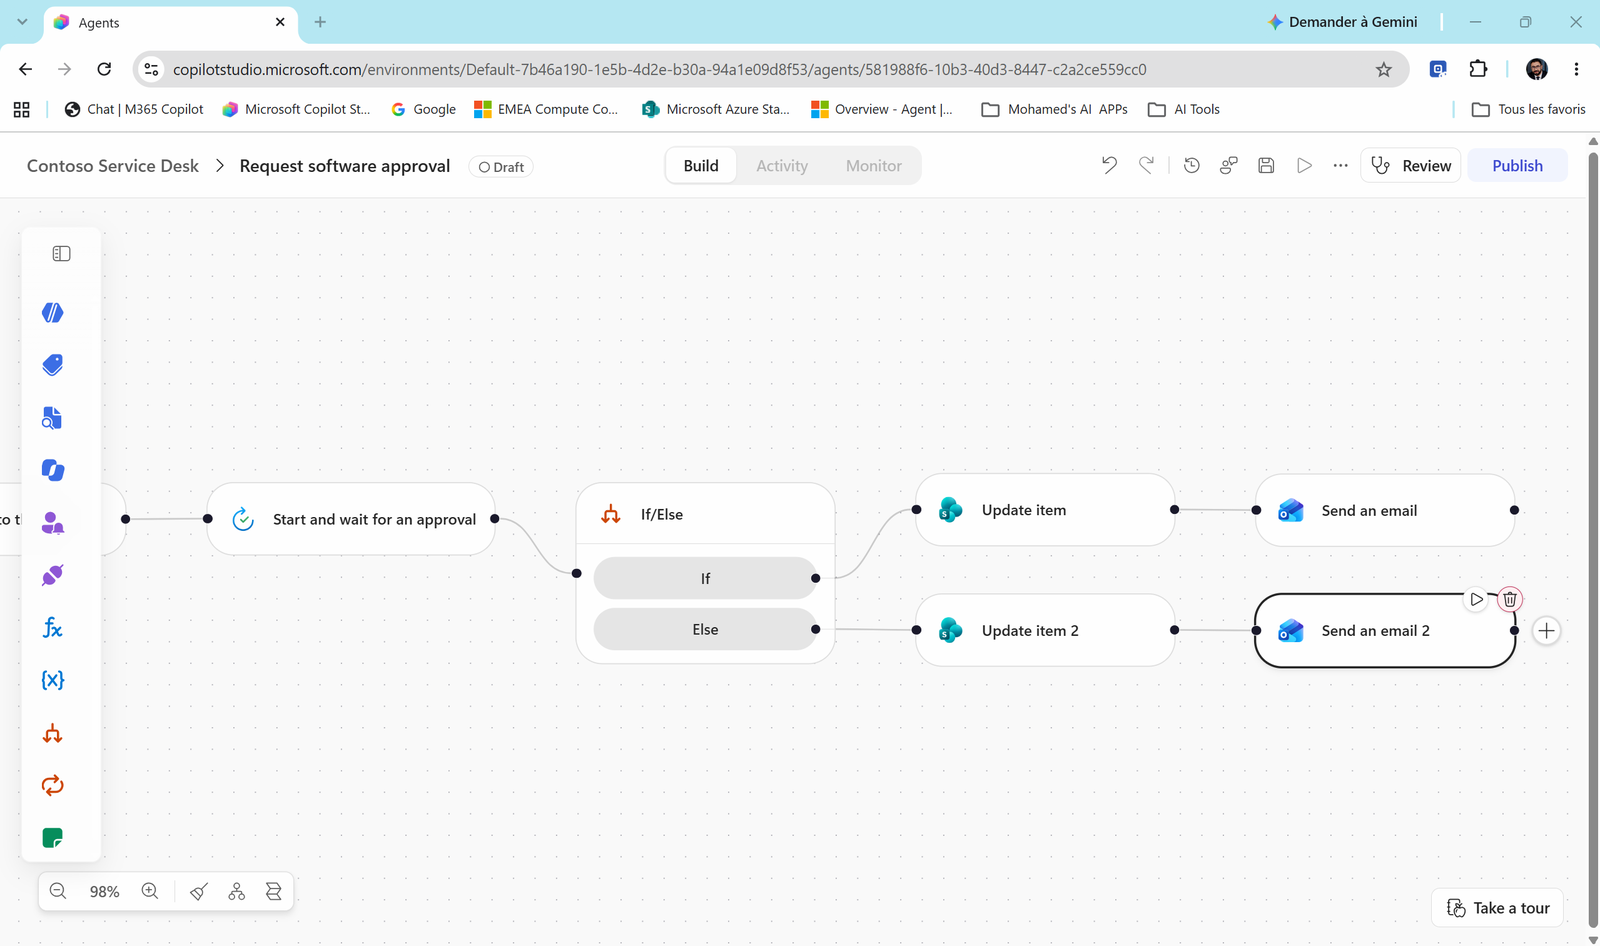 Agents
Demander à Gemini
copilotstudio.microsoft.com/environments/Default-7b46a190-1e5b-4d2e-b30a-94a1e09d8f53/agents/581988f6-10b3-40d3-8447-c2a2ce559cc0
Chat | M365 Copilot
Microsoft Copilot St...
Google
EMEA Compute Co...
Microsoft Azure Sta...
Overview - Agent |...
Mohamed's AI APPs
AI Tools
Tous les favoris
Contoso Service Desk
Request software approval
Draft
Build
Activity
Monitor
Review
Publish
to t
Start and wait for an approval
If/Else
If
Else
Update item
Send an email
Update item 2
Send an email 2
98%
Take a tour